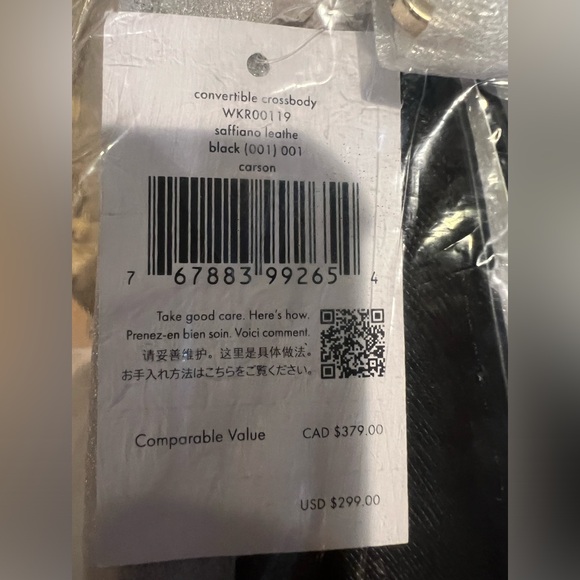 convertible crossbody
WKR00119
saffiano leathe
black (001) 001
carson
7 67883 99265 4
Take good care. Here's how.
Prenez-en bien soin. Voici comment.
请妥善维护。这里是具体做法。
お手入れ方法はこちらをご覧ください。
Comparable Value CAD $379.00
USD $299.00